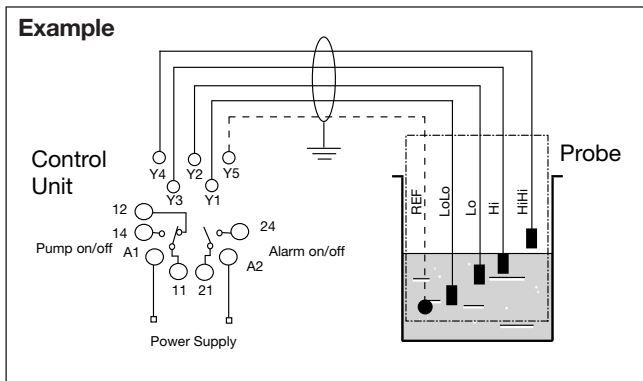 Example
Control
Unit
Y4
Y3
Y2
Y1
Y5
12
14
A1
11
21
A2
24
Pump on/off
Alarm on/off
Power Supply
Probe
REF
LoLo
Lo
Hi
HiHi